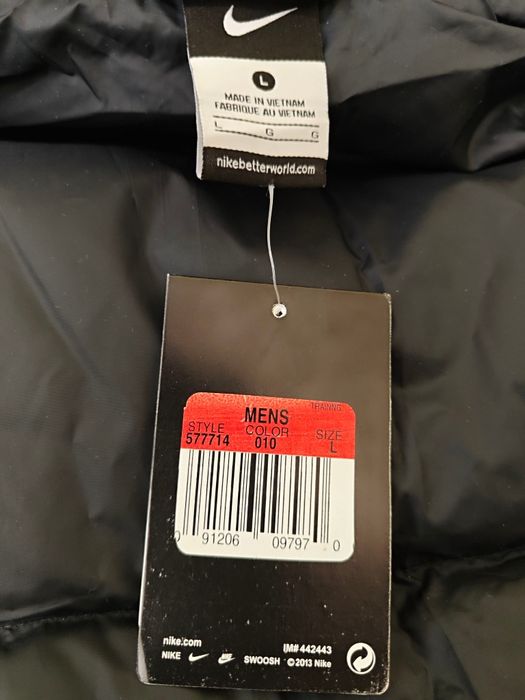 L
MADE IN VIETNAM
FABRIQUE AU VIETNAM
L G G
nikebetterworld.com
TRAINING
MENS
STYLE COLOR SIZE
577714 010 L
0 91206 09797 0
nike.com IM# 442443
NIKE SWOOSH ©2013 Nike